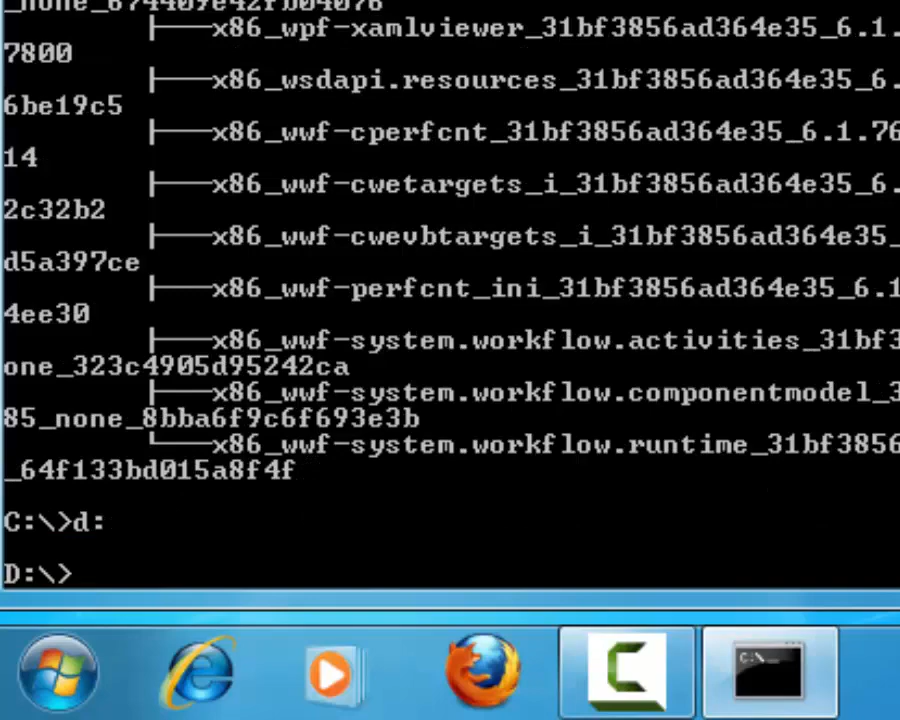 _none_674409e42fb04076
├───x86_wpf-xamlviewer_31bf3856ad364e35_6.1.
7800
├───x86_wsdapi.resources_31bf3856ad364e35_6.
6be19c5
├───x86_wwf-cperfcnt_31bf3856ad364e35_6.1.76
14
├───x86_wwf-cwetargets_i_31bf3856ad364e35_6.
2c32b2
├───x86_wwf-cwevbtargets_i_31bf3856ad364e35_
d5a397ce
├───x86_wwf-perfcnt_ini_31bf3856ad364e35_6.1
4ee30
├───x86_wwf-system.workflow.activities_31bf3
one_323c4905d95242ca
├───x86_wwf-system.workflow.componentmodel_3
85_none_8bba6f9c6f693e3b
└───x86_wwf-system.workflow.runtime_31bf3856
_64f133bd015a8f4f
C:\>d:
D:\>
C:\_